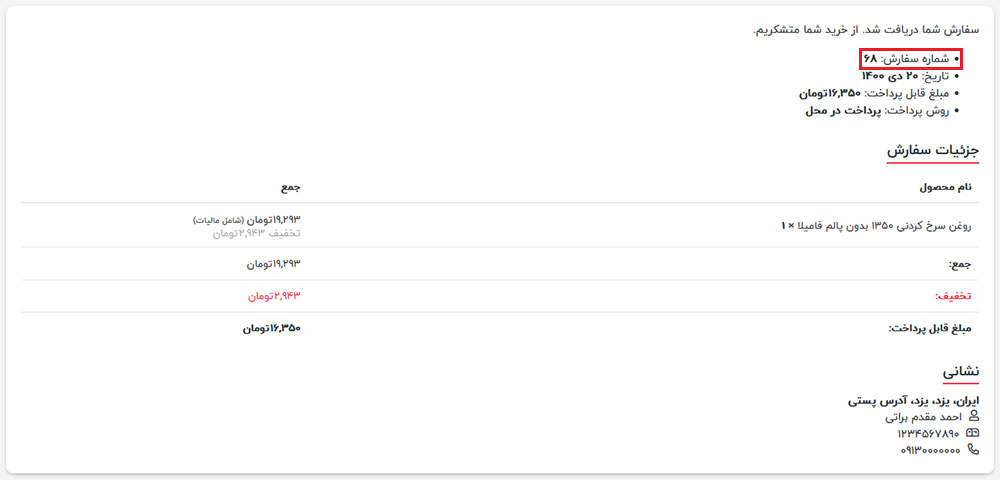 سفارش شما دریافت شد. از خرید شما متشکریم.
• شماره سفارش: ۶۸
• تاریخ: ۲۰ دی ۱۴۰۰
• مبلغ قابل پرداخت: ۱۶,۳۵۰تومان
• روش پرداخت: پرداخت در محل
جزئیات سفارش
نام محصول جمع
روغن سرخ کردنی ۱۳۵۰ بدون پالم فامیلا × ۱ ۱۹,۲۹۳تومان (شامل مالیات)
تخفیف ۲,۹۴۳تومان
جمع: ۱۹,۲۹۳تومان
تخفیف: ۲,۹۴۳تومان
مبلغ قابل پرداخت: ۱۶,۳۵۰تومان
نشانی
ایران، یزد، یزد، آدرس پستی
احمد مقدم براتی
۱۲۳۴۵۶۷۸۹۰
۰۹۱۳۰۰۰۰۰۰۰